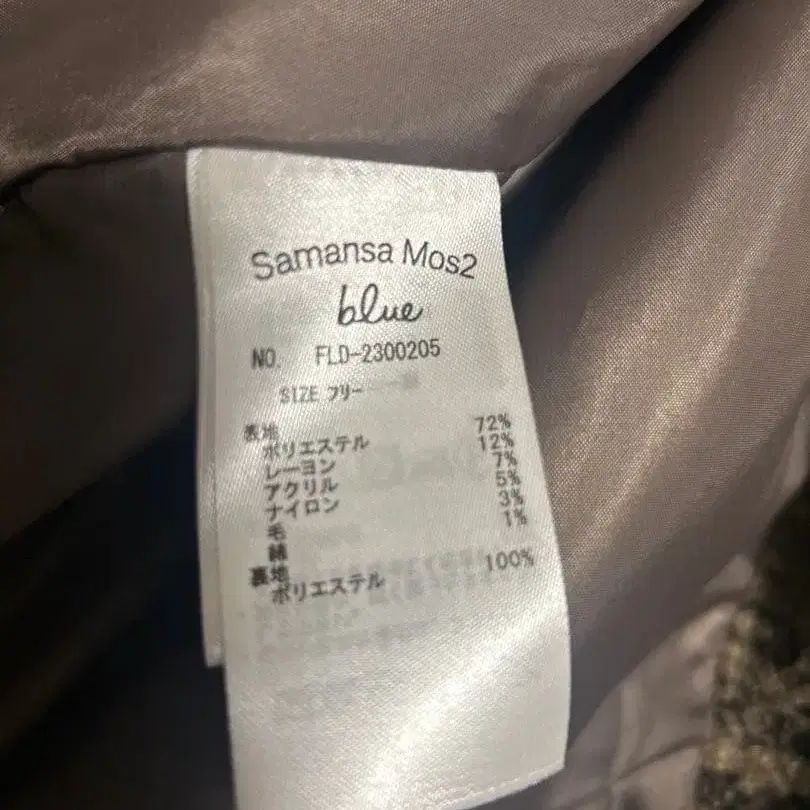 Samansa Mos2
blue
NO. FLD-2300205
SIZE フリー
表地
ポリエステル 72%
レーヨン 12%
アクリル 7%
ナイロン 5%
毛 3%
綿 1%
裏地
ポリエステル 100%